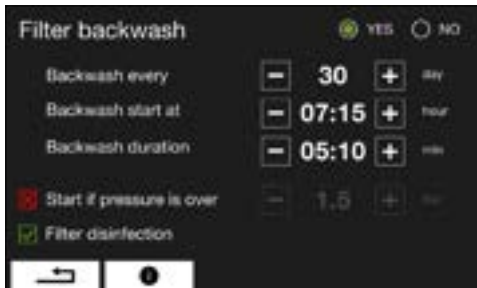 Filter backwash YES NO
Backwash every − 30 + day
Backwash start at − 07:15 + hour
Backwash duration − 05:10 + min
Start if pressure is over − 1.5 +
Filter disinfection